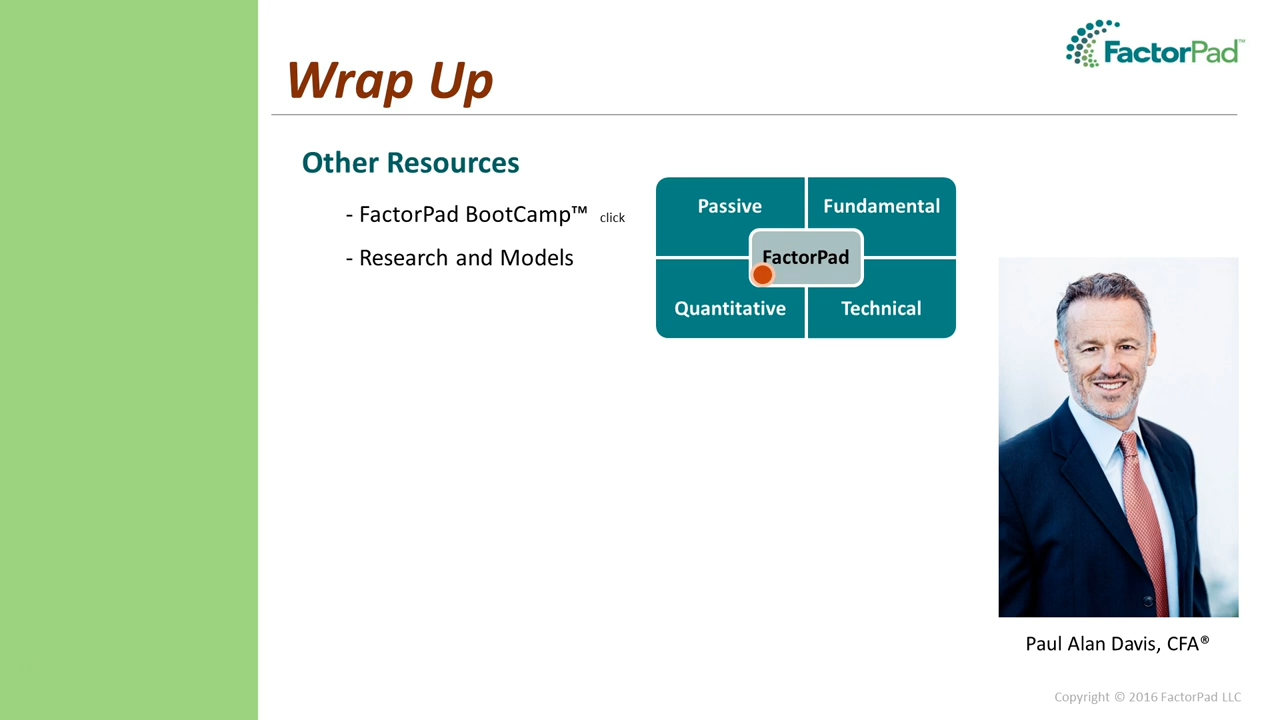 FactorPad™
Wrap Up
Other Resources
- FactorPad BootCamp™ click
- Research and Models
Passive
Fundamental
FactorPad
Quantitative
Technical
Paul Alan Davis, CFA®
Copyright © 2016 FactorPad LLC